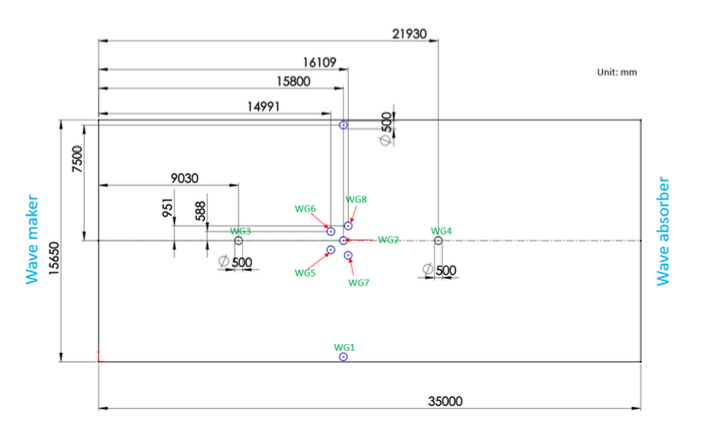 21930
16109
Unit: mm
15800
14991
⌀ 500
7500
9030
951
588
WG6
WG8
WG3
WG2
WG4
⌀ 500
WG5
WG7
⌀ 500
Wave maker
15650
Wave absorber
WG1
35000